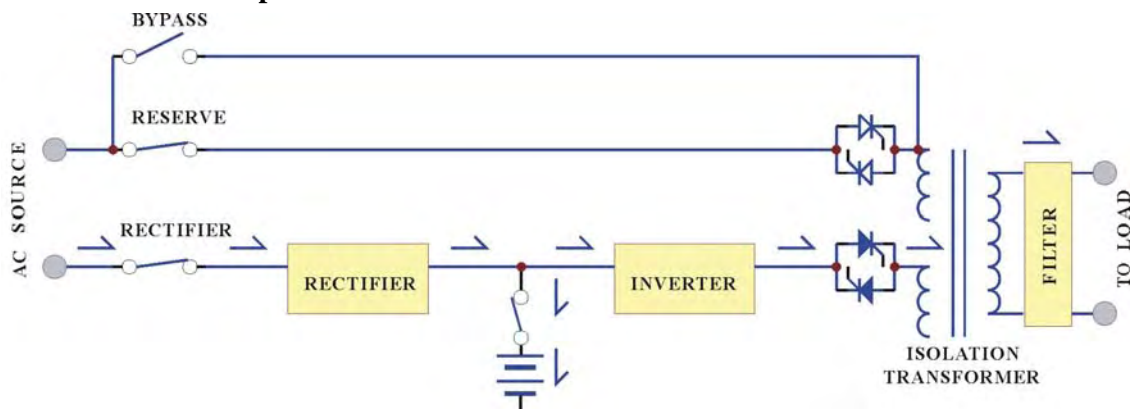 BYPASS
RESERVE
AC SOURCE
RECTIFIER
RECTIFIER
INVERTER
ISOLATION
TRANSFORMER
FILTER
TO LOAD